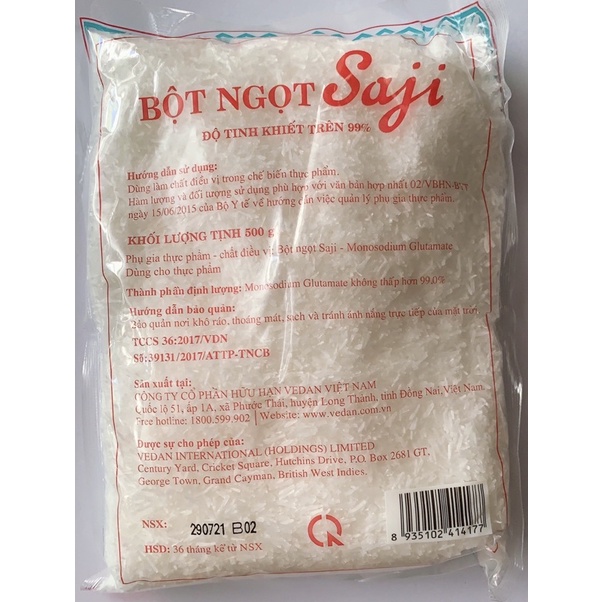 BỘT NGỌT Saji
ĐỘ TINH KHIẾT TRÊN 99%
Hướng dẫn sử dụng:
Dùng làm chất điều vị trong chế biến thực phẩm.
Hàm lượng và đối tượng sử dụng phù hợp với văn bản hợp nhất 02/VBHN/BYT
ngày 15/06/2015 của Bộ Y tế về hướng dẫn việc quản lý phụ gia thực phẩm.
KHỐI LƯỢNG TỊNH 500 g
Phụ gia thực phẩm - chất điều vị: Bột ngọt Saji - Monosodium Glutamate
Dùng cho thực phẩm
Thành phần định lượng: Monosodium Glutamate không thấp hơn 99.0%
Hướng dẫn bảo quản:
Bảo quản nơi khô ráo, thoáng mát, sạch và tránh ánh nắng trực tiếp của mặt trời.
TCCS 36:2017/VDN
Số:39131/2017/ATTP-TNCB
Sản xuất tại:
CÔNG TY CỔ PHẦN HỮU HẠN VEDAN VIỆT NAM
Quốc lộ 51, ấp 1A, xã Phước Thái, huyện Long Thành, tỉnh Đồng Nai, Việt Nam.
Free hotline: 1800.599.902 | Website: www.vedan.com.vn
Được sự cho phép của:
VEDAN INTERNATIONAL (HOLDINGS) LIMITED
Century Yard, Cricket Square, Hutchins Drive, P.O. Box 2681 GT,
George Town, Grand Cayman, British West Indies.
NSX: 290721 B02
HSD: 36 tháng kể từ NSX
8 935102 414177